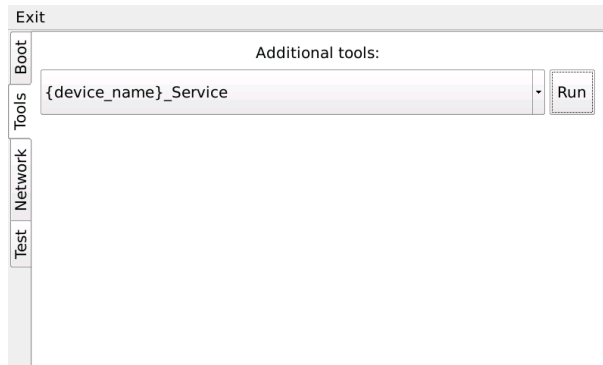 Exit
Boot
Tools
Network
Test
Additional tools:
{device_name}_Service
Run